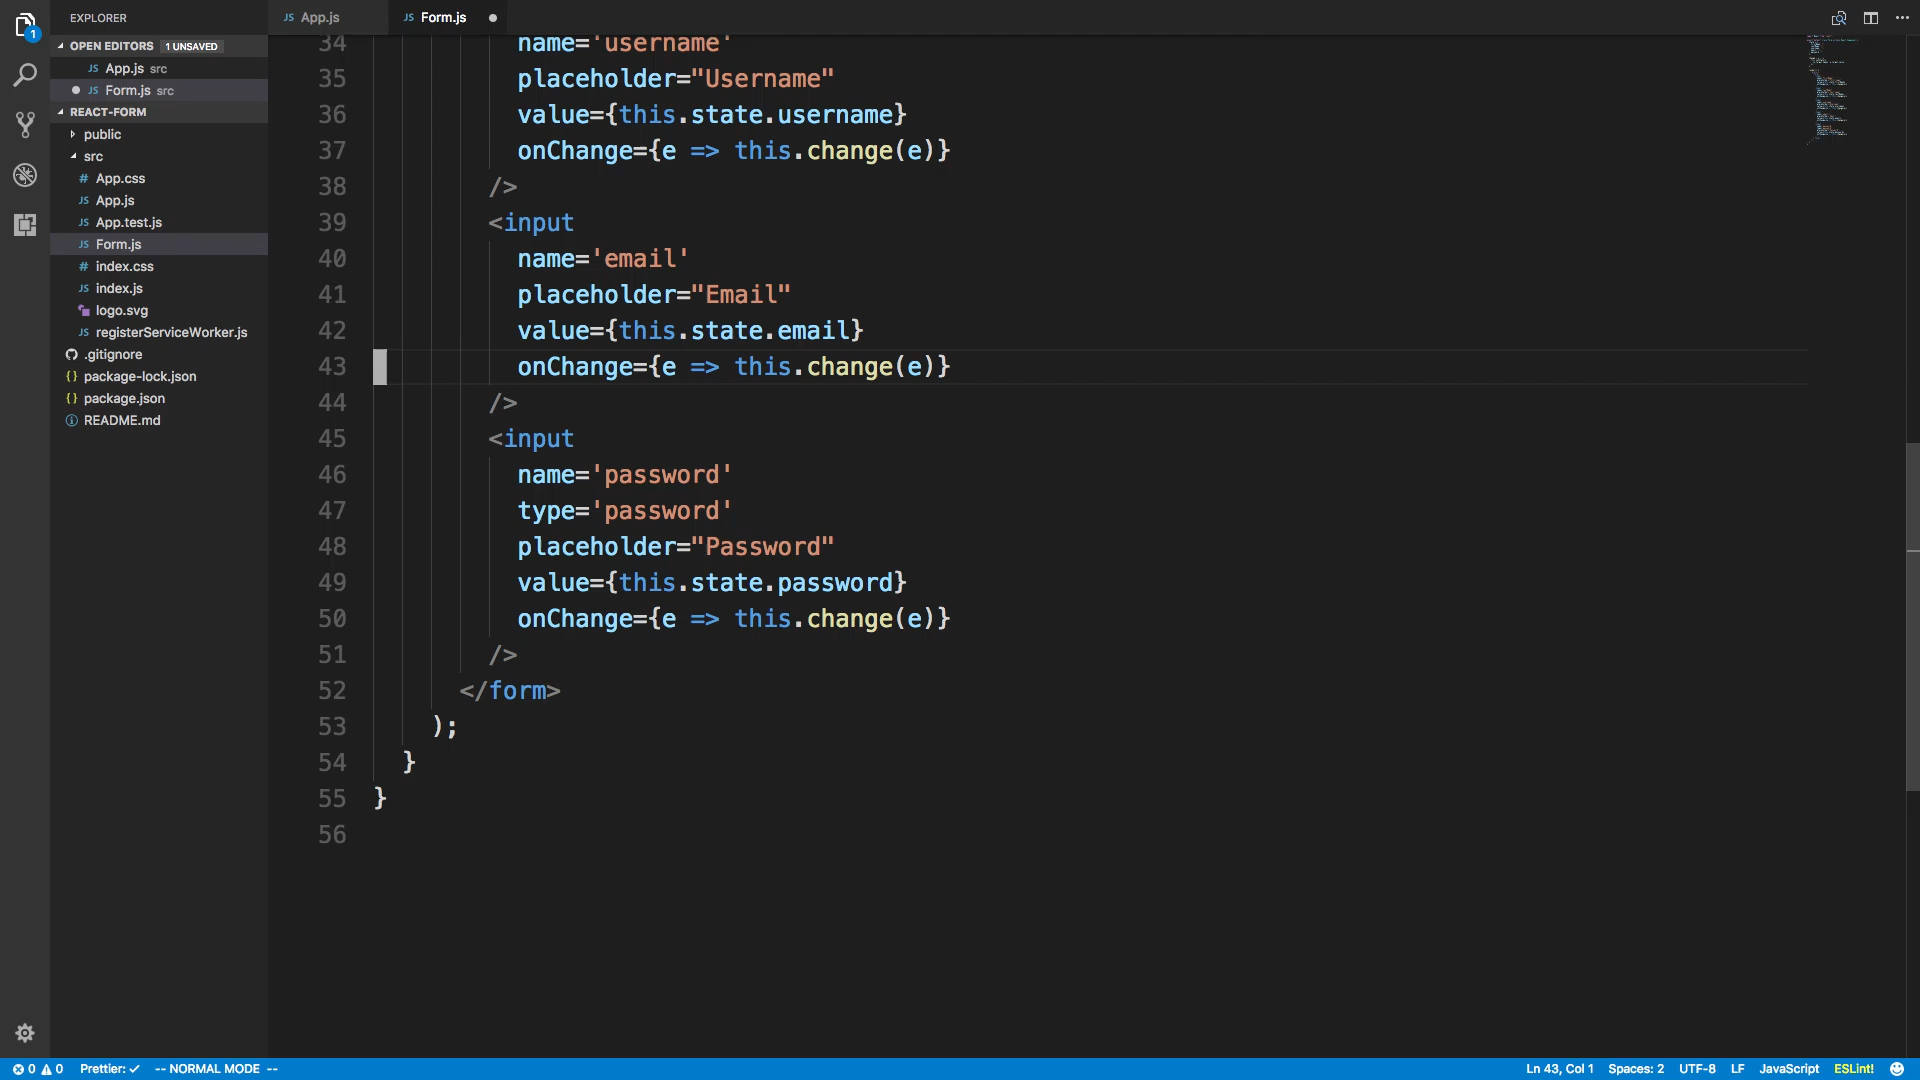 EXPLORER
OPEN EDITORS 1 UNSAVED
JS App.js src
JS Form.js src
REACT-FORM
public
src
# App.css
JS App.js
JS App.test.js
JS Form.js
# index.css
JS index.js
logo.svg
JS registerServiceWorker.js
.gitignore
{} package-lock.json
{} package.json
README.md
1
JS App.js
JS Form.js
34 name='username'
35 placeholder="Username"
36 value={this.state.username}
37 onChange={e => this.change(e)}
38 />
39 <input
40 name='email'
41 placeholder="Email"
42 value={this.state.email}
43 onChange={e => this.change(e)}
44 />
45 <input
46 name='password'
47 type='password'
48 placeholder="Password"
49 value={this.state.password}
50 onChange={e => this.change(e)}
51 />
52 </form>
53 );
54 }
55 }
56
0 0 Prettier: ✓ -- NORMAL MODE -- Ln 43, Col 1 Spaces: 2 UTF-8 LF JavaScript ESLint!